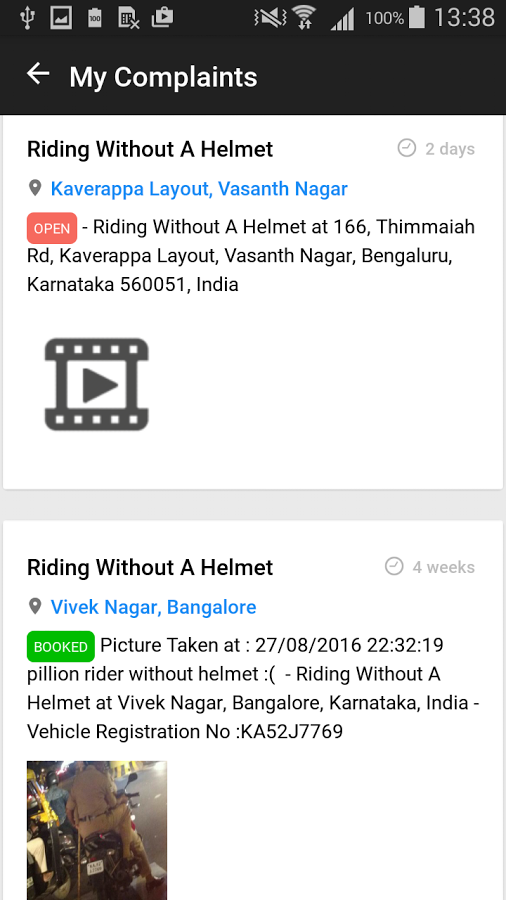 100% 13:38
My Complaints
Riding Without A Helmet 2 days
Kaverappa Layout, Vasanth Nagar
OPEN - Riding Without A Helmet at 166, Thimmaiah
Rd, Kaverappa Layout, Vasanth Nagar, Bengaluru,
Karnataka 560051, India
Riding Without A Helmet 4 weeks
Vivek Nagar, Bangalore
BOOKED Picture Taken at : 27/08/2016 22:32:19
pillion rider without helmet :( - Riding Without A
Helmet at Vivek Nagar, Bangalore, Karnataka, India -
Vehicle Registration No :KA52J7769